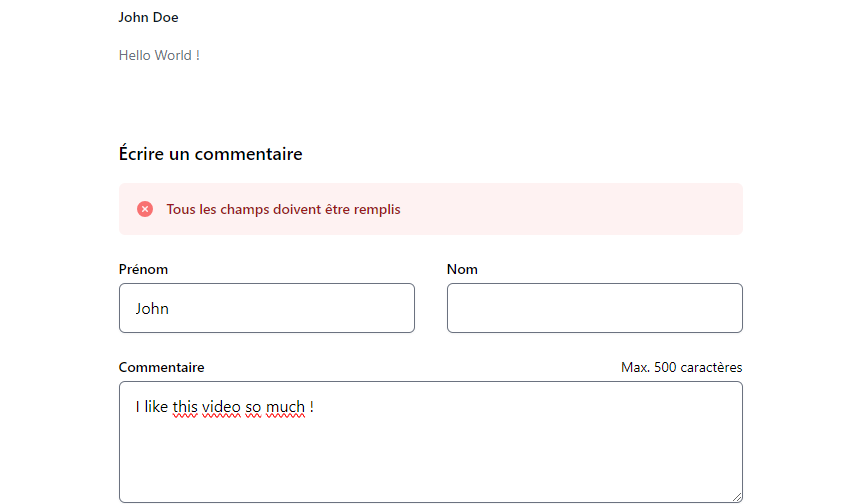 John Doe
Hello World !
Écrire un commentaire
Tous les champs doivent être remplis
Prénom
Nom
John
Commentaire
Max. 500 caractères
I like this video so much !